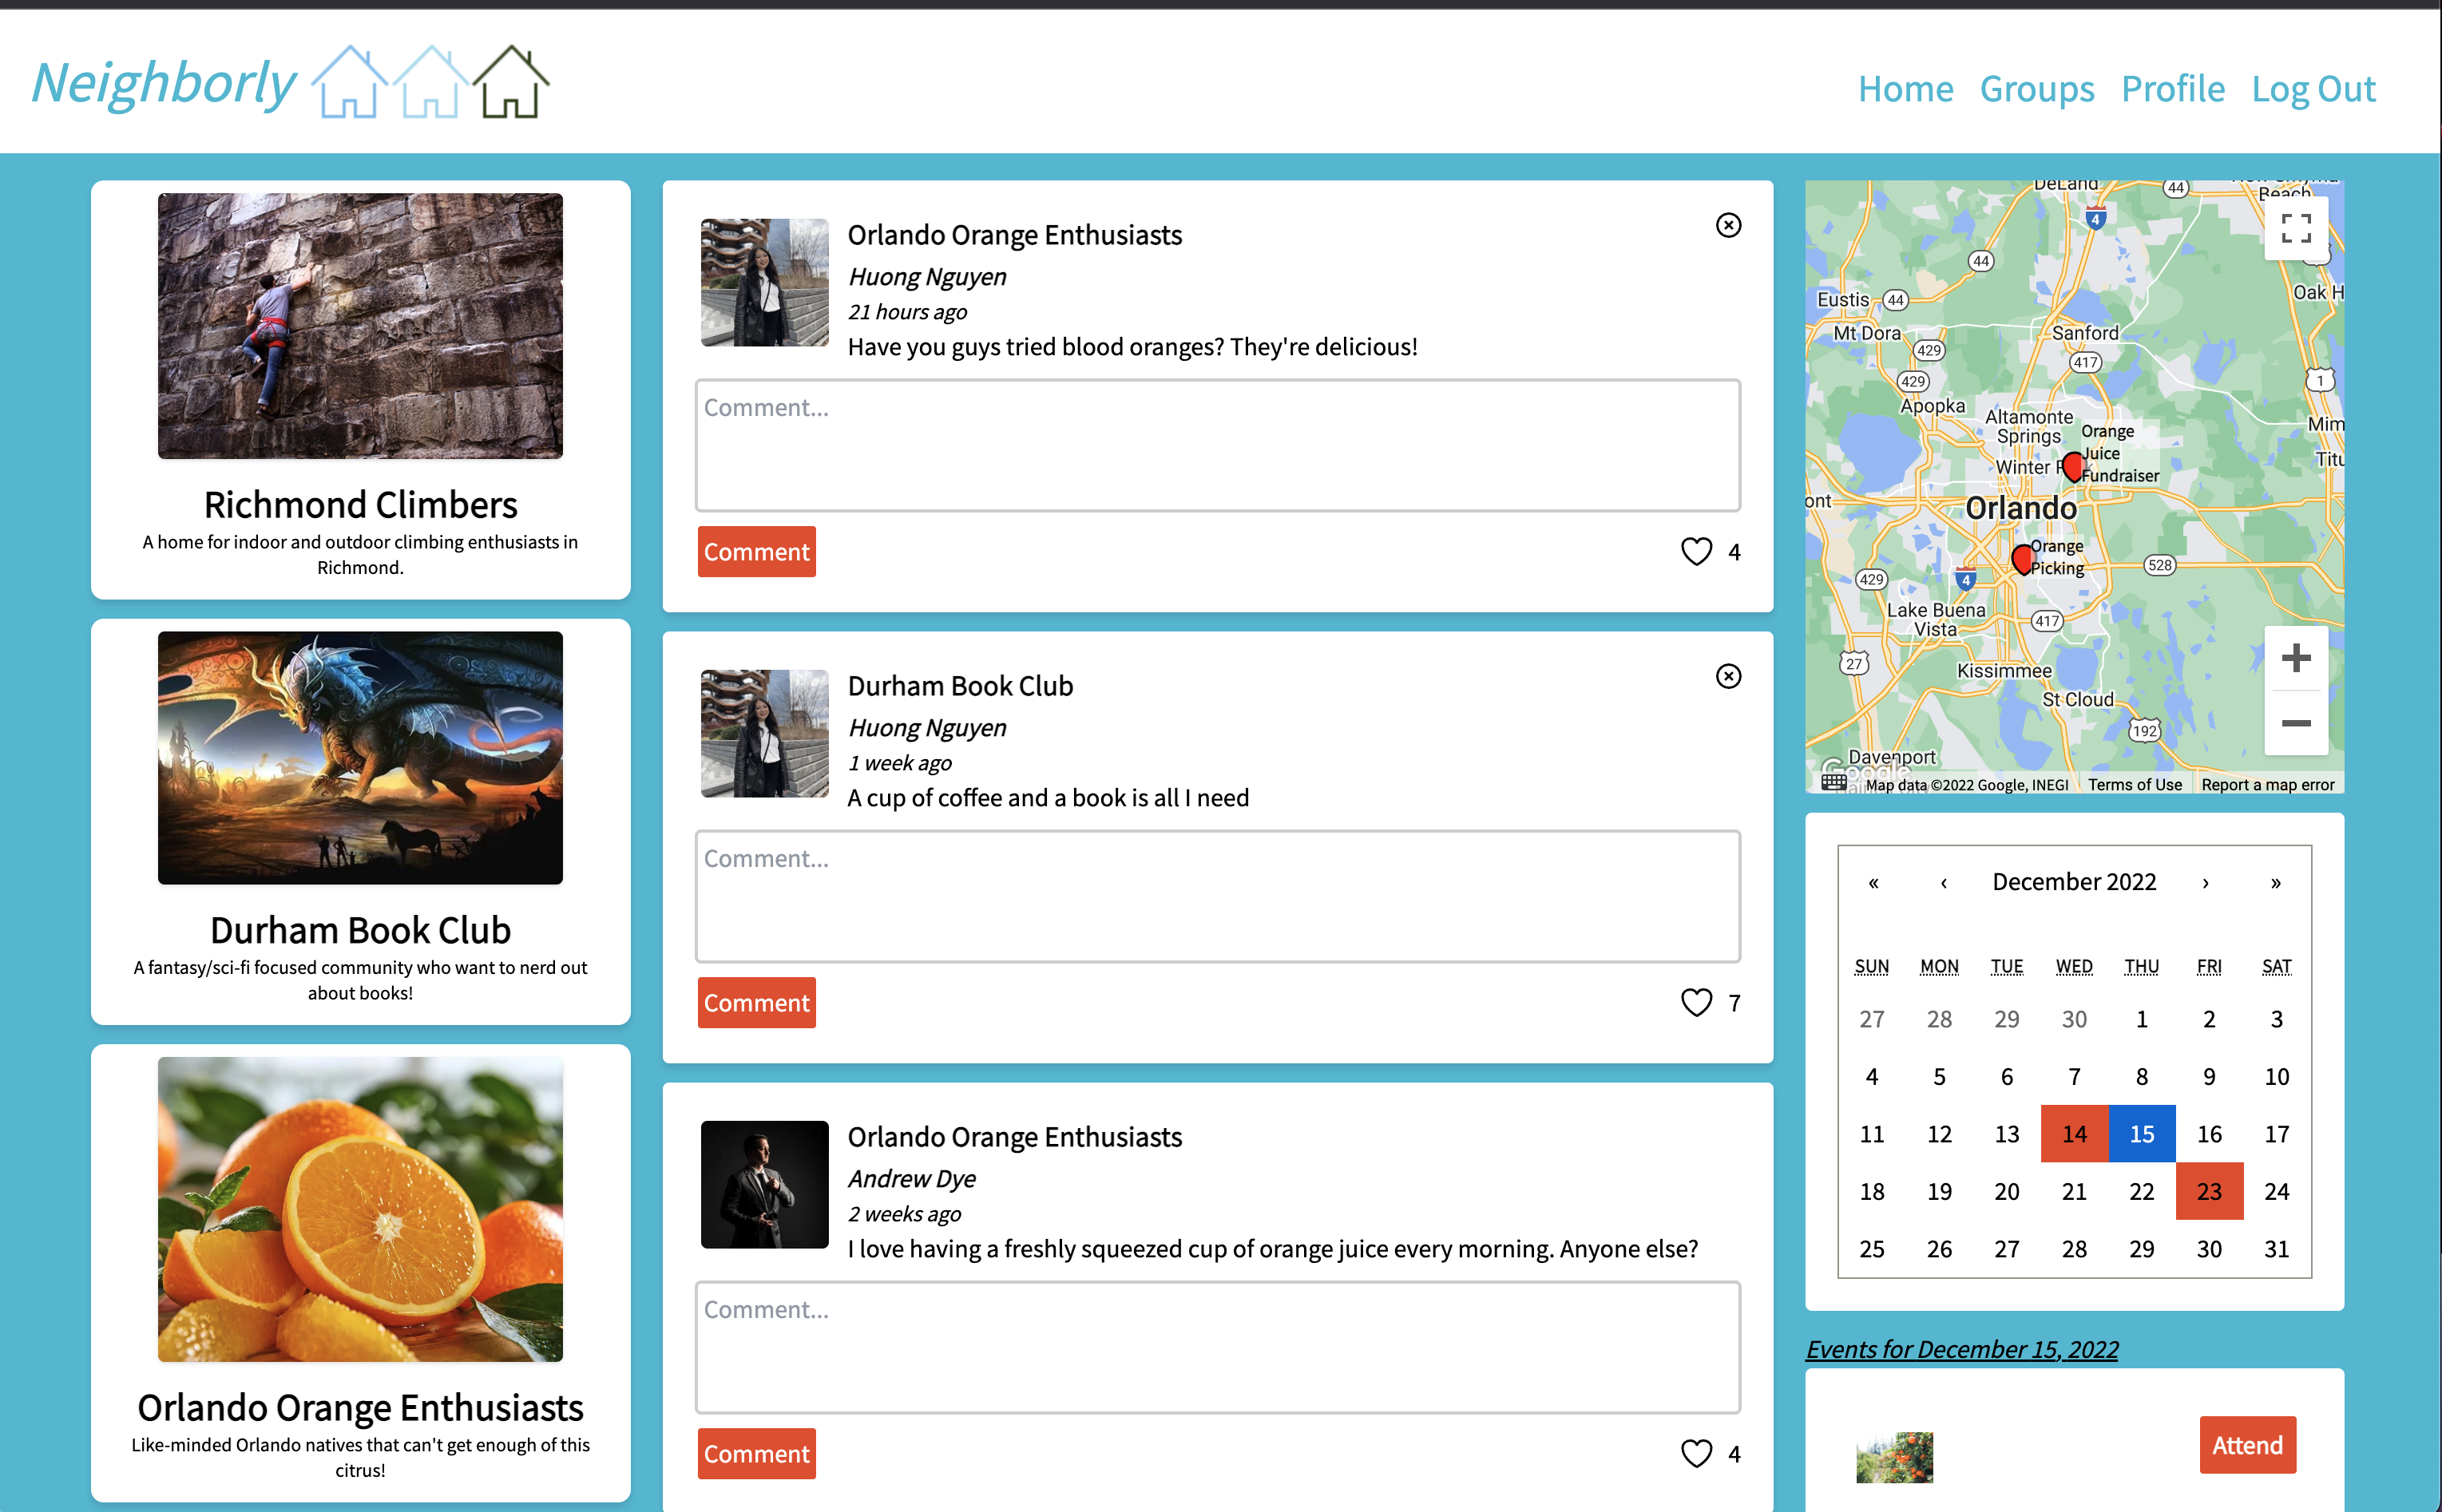 Neighborly
Home Groups Profile Log Out
Richmond Climbers
A home for indoor and outdoor climbing enthusiasts in
Richmond.
Durham Book Club
A fantasy/sci-fi focused community who want to nerd out
about books!
Orlando Orange Enthusiasts
Like-minded Orlando natives that can't get enough of this
citrus!
Orlando Orange Enthusiasts
Huong Nguyen
21 hours ago
Have you guys tried blood oranges? They're delicious!
Comment...
Comment
4
Durham Book Club
Huong Nguyen
1 week ago
A cup of coffee and a book is all I need
Comment...
Comment
7
Orlando Orange Enthusiasts
Andrew Dye
2 weeks ago
I love having a freshly squeezed cup of orange juice every morning. Anyone else?
Comment...
Comment
4
DeLand
44
Beach
4
44
Eustis 44
Oak H
Mt Dora
Sanford
429
417
429
1
Apopka
Altamonte
Springs
Mim
Orange
Juice
Fundraiser
Winter
Titu
ont
Orlando
Orange
Picking
528
429
4
Lake Buena
Vista
417
27
Kissimmee
St Cloud
192
Davenport
Google
Map data ©2022 Google, INEGI Terms of Use Report a map error
« ‹ December 2022 › »
SUN MON TUE WED THU FRI SAT
27 28 29 30 1 2 3
4 5 6 7 8 9 10
11 12 13 14 15 16 17
18 19 20 21 22 23 24
25 26 27 28 29 30 31
Events for December 15, 2022
Attend